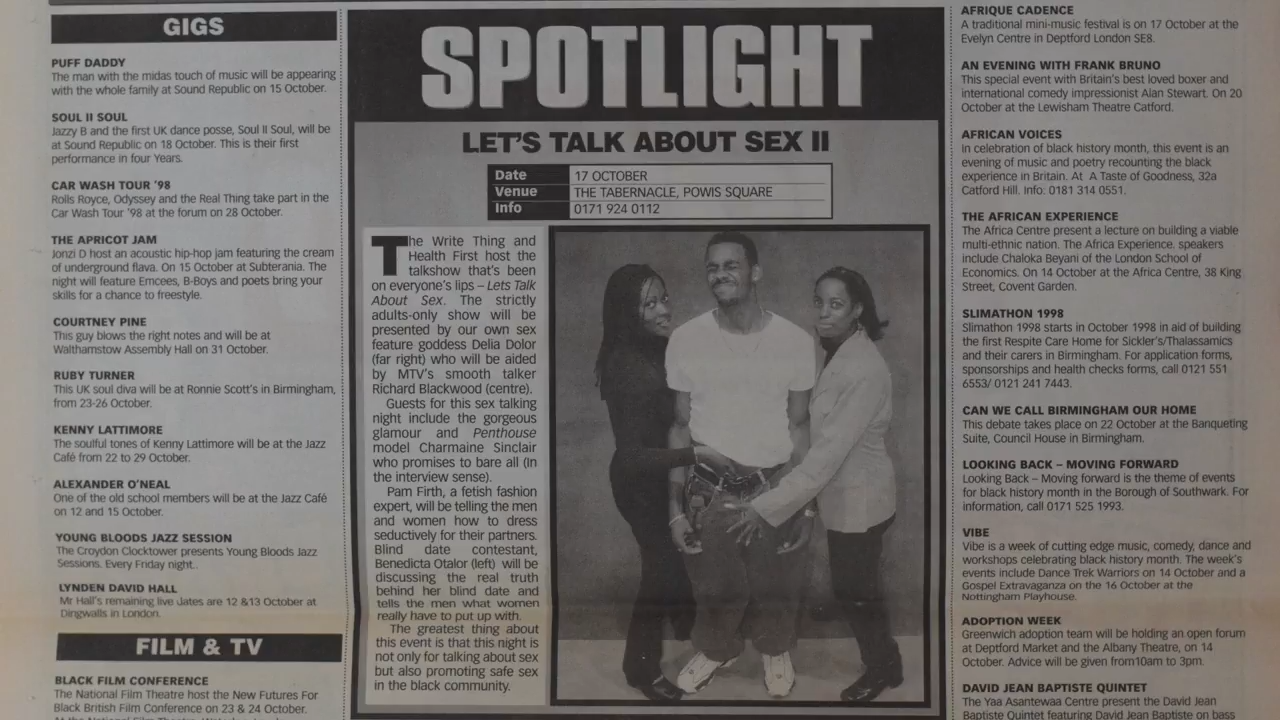 GIGS
PUFF DADDY
The man with the midas touch of music will be appearing
with the whole family at Sound Republic on 15 October.
SOUL II SOUL
Jazzy B and the first UK dance posse, Soul II Soul, will be
at Sound Republic on 18 October. This is their first
performance in four Years.
CAR WASH TOUR '98
Rolls Royce, Odyssey and the Real Thing take part in the
Car Wash Tour '98 at the forum on 28 October.
THE APRICOT JAM
Jonzi D host an acoustic hip-hop jam featuring the cream
of underground flava. On 15 October at Subterania. The
night will feature Emcees, B-Boys and poets bring your
skills for a chance to freestyle.
COURTNEY PINE
This guy blows the right notes and will be at
Walthamstow Assembly Hall on 31 October.
RUBY TURNER
This UK soul diva will be at Ronnie Scott's in Birmingham,
from 23-26 October.
KENNY LATTIMORE
The soulful tones of Kenny Lattimore will be at the Jazz
Café from 22 to 29 October.
ALEXANDER O'NEAL
One of the old school members will be at the Jazz Café
on 12 and 15 October.
YOUNG BLOODS JAZZ SESSION
The Croydon Clocktower presents Young Bloods Jazz
Sessions. Every Friday night..
LYNDEN DAVID HALL
Mr Hall's remaining live dates are 12 &13 October at
Dingwalls in London.
FILM & TV
BLACK FILM CONFERENCE
The National Film Theatre host the New Futures For
Black British Film Conference on 23 & 24 October.
SPOTLIGHT
LET'S TALK ABOUT SEX II
Date 17 OCTOBER
Venue THE TABERNACLE, POWIS SQUARE
Info 0171 924 0112
The Write Thing and
Health First host the
talkshow that's been
on everyone's lips – Lets Talk
About Sex. The strictly
adults-only show will be
presented by our own sex
feature goddess Delia Dolor
(far right) who will be aided
by MTV's smooth talker
Richard Blackwood (centre).
Guests for this sex talking
night include the gorgeous
glamour and Penthouse
model Charmaine Sinclair
who promises to bare all (in
the interview sense).
Pam Firth, a fetish fashion
expert, will be telling the men
and women how to dress
seductively for their partners.
Blind date contestant,
Benedicta Otalor (left) will be
discussing the real truth
behind her blind date and
tells the men what women
really have to put up with.
The greatest thing about
this event is that this night is
not only for talking about sex
but also promoting safe sex
in the black community.
AFRIQUE CADENCE
A traditional mini-music festival is on 17 October at the
Evelyn Centre in Deptford London SE8.
AN EVENING WITH FRANK BRUNO
This special event with Britain's best loved boxer and
international comedy impressionist Alan Stewart. On 20
October at the Lewisham Theatre Catford.
AFRICAN VOICES
In celebration of black history month, this event is an
evening of music and poetry recounting the black
experience in Britain. At A Taste of Goodness, 32a
Catford Hill. Info: 0181 314 0551.
THE AFRICAN EXPERIENCE
The Africa Centre present a lecture on building a viable
multi-ethnic nation. The Africa Experience. speakers
include Chaloka Beyani of the London School of
Economics. On 14 October at the Africa Centre, 38 King
Street, Covent Garden.
SLIMATHON 1998
Slimathon 1998 starts in October 1998 in aid of building
the first Respite Care Home for Sickler's/Thalassamics
and their carers in Birmingham. For application forms,
sponsorships and health checks forms, call 0121 551
6553/ 0121 241 7443.
CAN WE CALL BIRMINGHAM OUR HOME
This debate takes place on 22 October at the Banqueting
Suite, Council House in Birmingham.
LOOKING BACK – MOVING FORWARD
Looking Back – Moving forward is the theme of events
for black history month in the Borough of Southwark. For
information, call 0171 525 1993.
VIBE
Vibe is a week of cutting edge music, comedy, dance and
workshops celebrating black history month. The week's
events include Dance Trek Warriors on 14 October and a
Gospel Extravaganza on the 16 October at the
Nottingham Playhouse.
ADOPTION WEEK
Greenwich adoption team will be holding an open forum
at Deptford Market and the Albany Theatre, on 14
October. Advice will be given from10am to 3pm.
DAVID JEAN BAPTISTE QUINTET
The Yaa Asantewaa Centre present the David Jean
Baptiste Quintet featuring David Jean Baptiste on bass